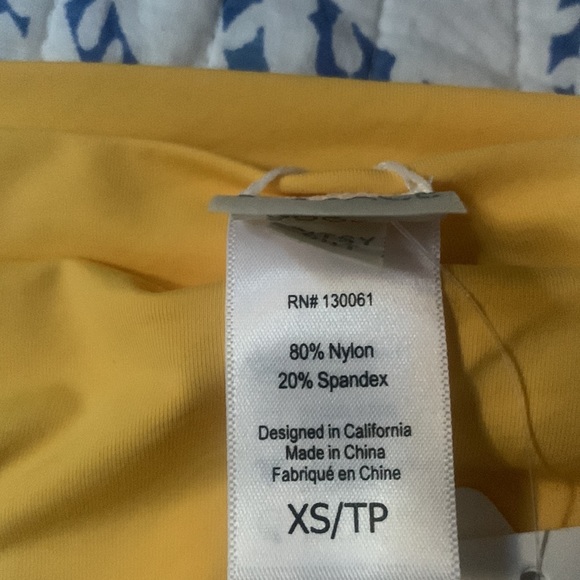 RN# 130061
80% Nylon
20% Spandex
Designed in California
Made in China
Fabriqué en Chine
XS/TP